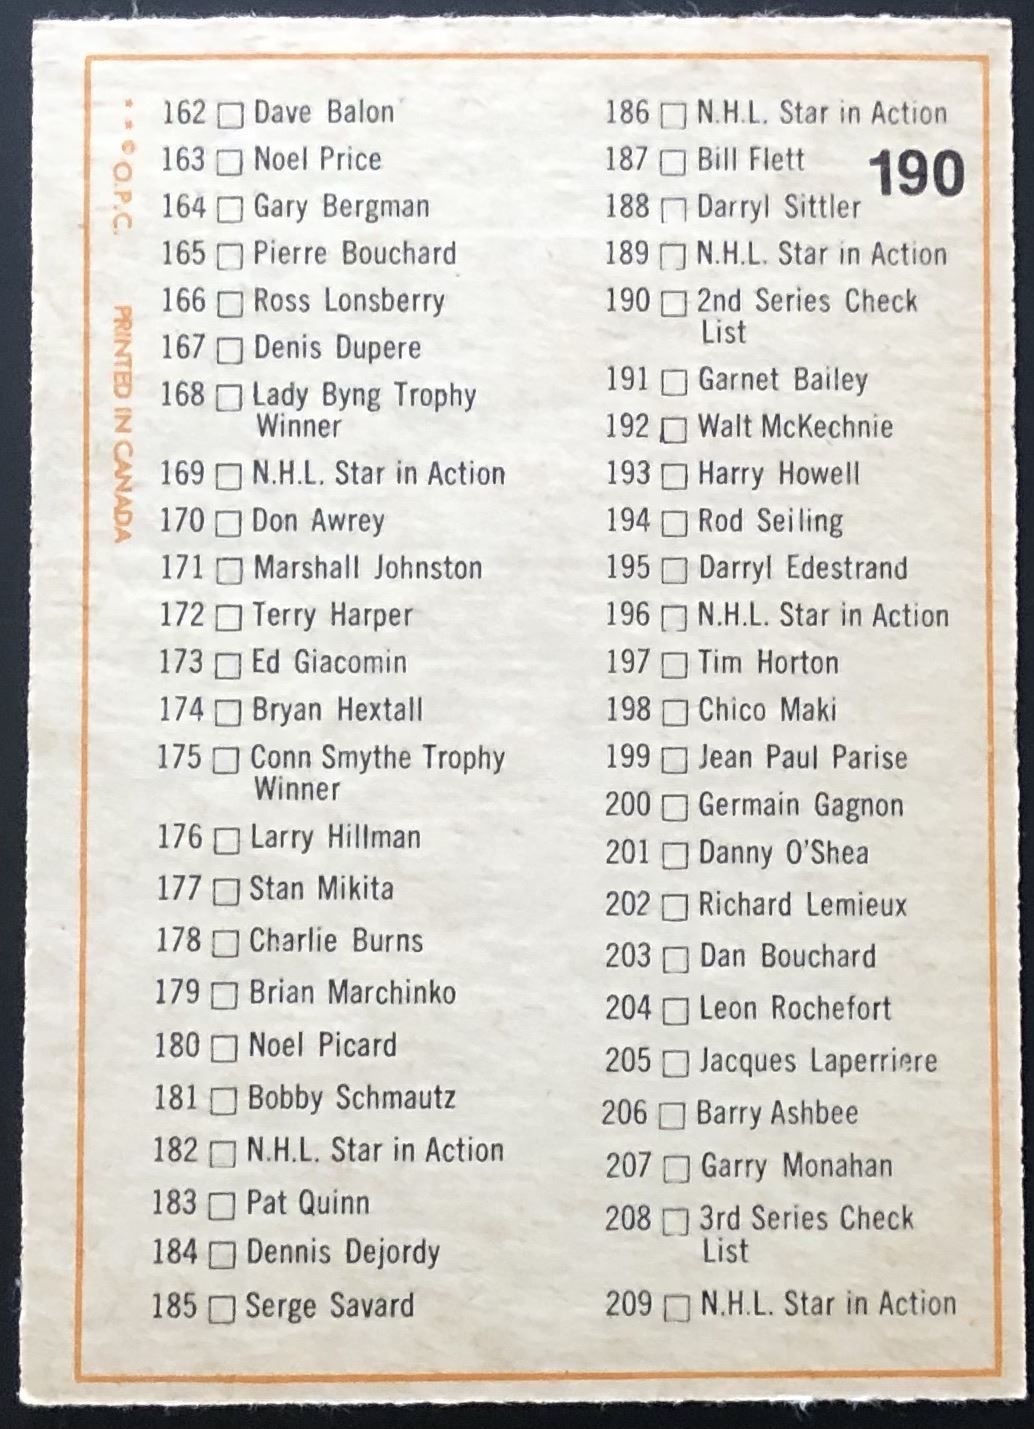 * * © O.P.C. PRINTED IN CANADA
162 Dave Balon
163 Noel Price
164 Gary Bergman
165 Pierre Bouchard
166 Ross Lonsberry
167 Denis Dupere
168 Lady Byng Trophy
Winner
169 N.H.L. Star in Action
170 Don Awrey
171 Marshall Johnston
172 Terry Harper
173 Ed Giacomin
174 Bryan Hextall
175 Conn Smythe Trophy
Winner
176 Larry Hillman
177 Stan Mikita
178 Charlie Burns
179 Brian Marchinko
180 Noel Picard
181 Bobby Schmautz
182 N.H.L. Star in Action
183 Pat Quinn
184 Dennis Dejordy
185 Serge Savard
186 N.H.L. Star in Action
187 Bill Flett
190
188 Darryl Sittler
189 N.H.L. Star in Action
190 2nd Series Check
List
191 Garnet Bailey
192 Walt McKechnie
193 Harry Howell
194 Rod Seiling
195 Darryl Edestrand
196 N.H.L. Star in Action
197 Tim Horton
198 Chico Maki
199 Jean Paul Parise
200 Germain Gagnon
201 Danny O'Shea
202 Richard Lemieux
203 Dan Bouchard
204 Leon Rochefort
205 Jacques Laperriere
206 Barry Ashbee
207 Garry Monahan
208 3rd Series Check
List
209 N.H.L. Star in Action